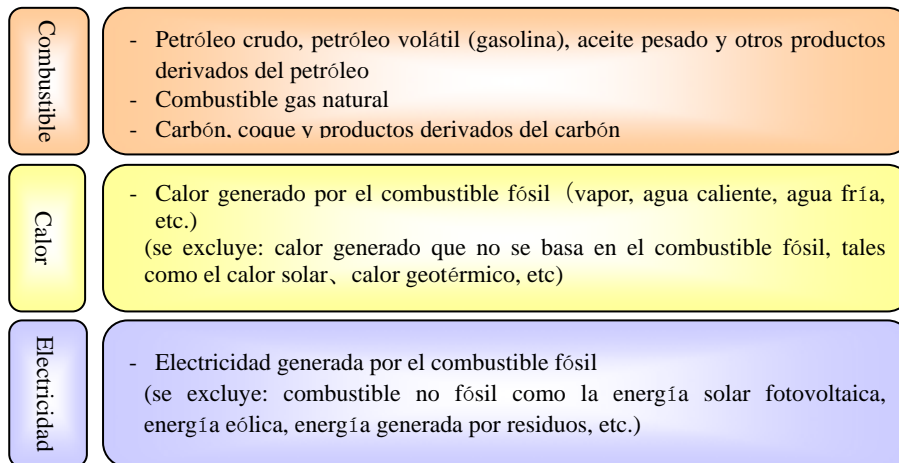 Combustible
- Petróleo crudo, petróleo volátil (gasolina), aceite pesado y otros productos
derivados del petróleo
- Combustible gas natural
- Carbón, coque y productos derivados del carbón
Calor
- Calor generado por el combustible fósil（vapor, agua caliente, agua fría,
etc.)
(se excluye: calor generado que no se basa en el combustible fósil, tales
como el calor solar、calor geotérmico, etc)
Electricidad
- Electricidad generada por el combustible fósil
(se excluye: combustible no fósil como la energía solar fotovoltaica,
energía eólica, energía generada por residuos, etc.)